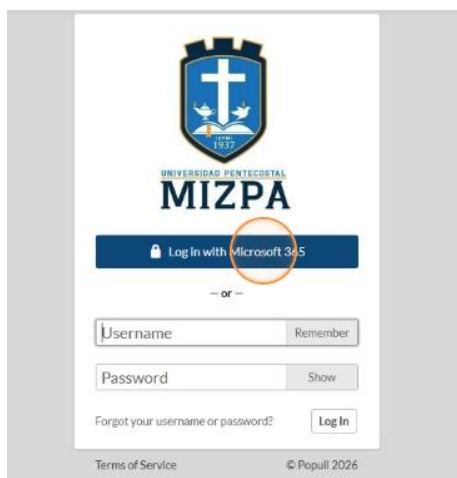 IBPMI
1937
UNIVERSIDAD PENTECOSTAL
MIZPA
Log in with Microsoft 365
— or —
Username Remember
Password Show
Forgot your username or password? Log In
Terms of Service © Populi 2026